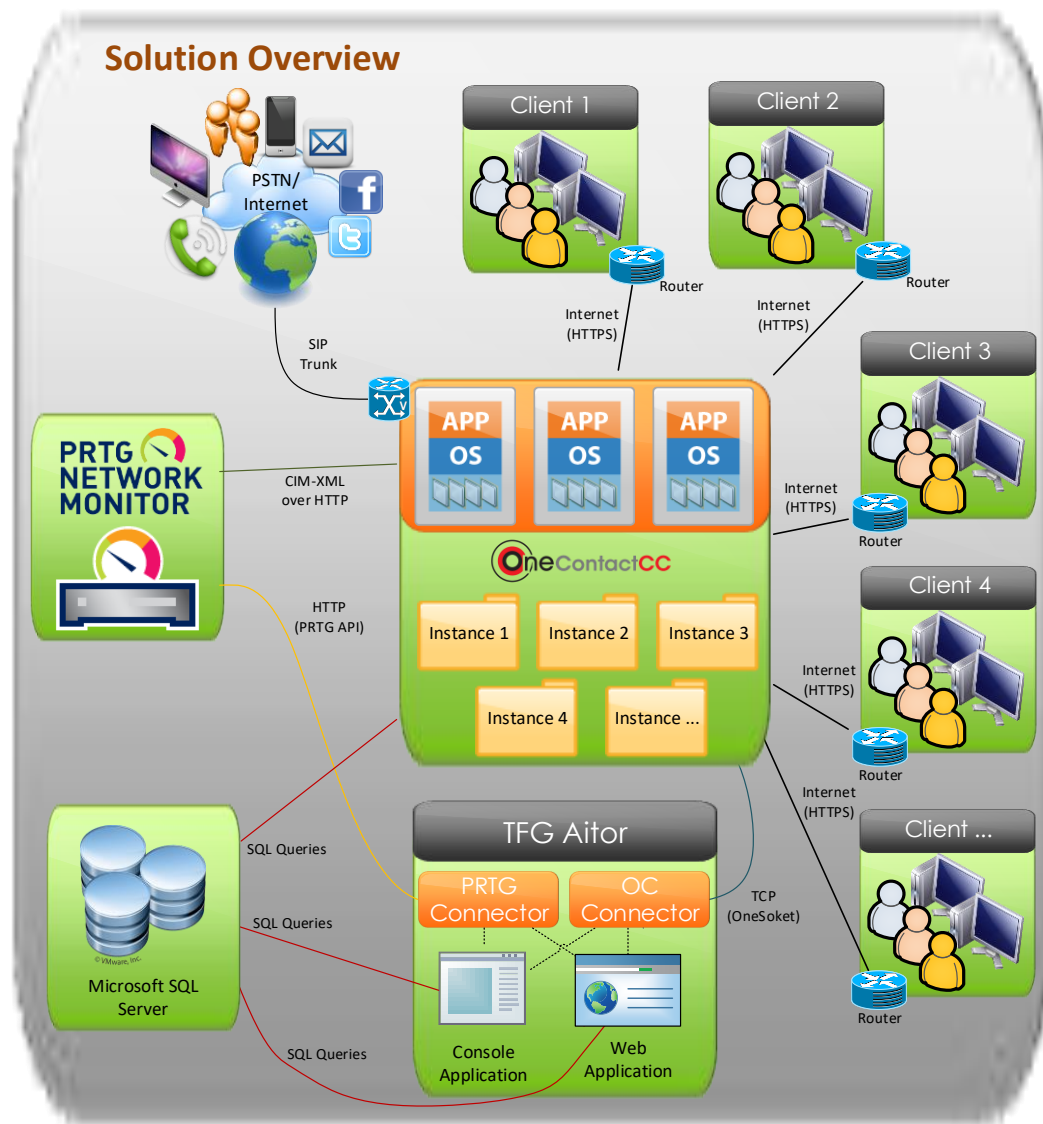 Solution Overview
PSTN/
Internet
Client 1
Router
Client 2
Router
Internet
(HTTPS)
Internet
(HTTPS)
SIP
Trunk
V
Client 3
Internet
(HTTPS)
Router
PRTG
NETWORK
MONITOR
CIM-XML
over HTTP
APP
OS
APP
OS
APP
OS
OneContactCC
HTTP
(PRTG API)
Instance 1
Instance 2
Instance 3
Instance 4
Instance ...
Client 4
Internet
(HTTPS)
Router
Internet
(HTTPS)
Client ...
Router
SQL Queries
SQL Queries
SQL Queries
©VMware, Inc.
Microsoft SQL
Server
TFG Aitor
PRTG
Connector
OC
Connector
TCP
(OneSoket)
Console
Application
Web
Application